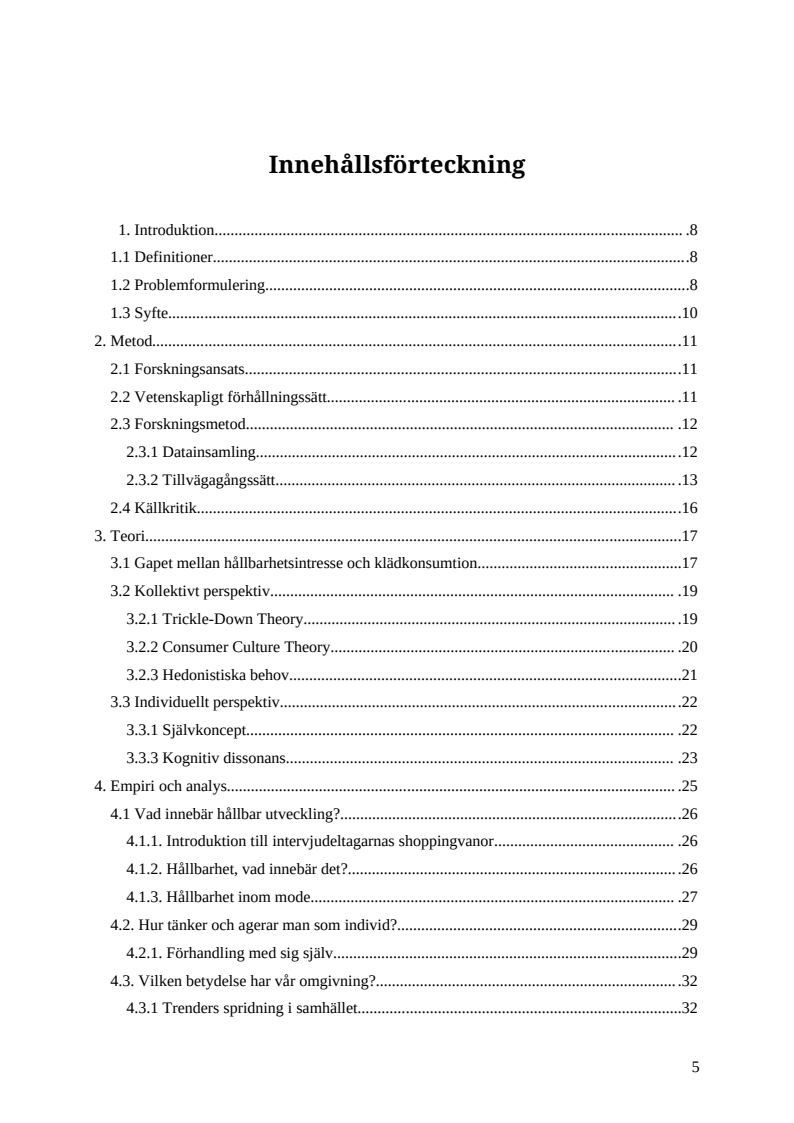 Innehållsförteckning
1. Introduktion.....................................................................................................................8
1.1 Definitioner......................................................................................................................8
1.2 Problemformulering.........................................................................................................8
1.3 Syfte...............................................................................................................................10
2. Metod...................................................................................................................................11
2.1 Forskningsansats............................................................................................................11
2.2 Vetenskapligt förhållningssätt........................................................................................11
2.3 Forskningsmetod............................................................................................................12
2.3.1 Datainsamling.........................................................................................................12
2.3.2 Tillvägagångssätt....................................................................................................13
2.4 Källkritik........................................................................................................................16
3. Teori.....................................................................................................................................17
3.1 Gapet mellan hållbarhetsintresse och klädkonsumtion...................................................17
3.2 Kollektivt perspektiv......................................................................................................19
3.2.1 Trickle-Down Theory.............................................................................................19
3.2.2 Consumer Culture Theory......................................................................................20
3.2.3 Hedonistiska behov.................................................................................................21
3.3 Individuellt perspektiv...................................................................................................22
3.3.1 Självkoncept...........................................................................................................22
3.3.3 Kognitiv dissonans.................................................................................................23
4. Empiri och analys................................................................................................................25
4.1 Vad innebär hållbar utveckling?....................................................................................26
4.1.1. Introduktion till intervjudeltagarnas shoppingvanor.............................................26
4.1.2. Hållbarhet, vad innebär det?..................................................................................26
4.1.3. Hållbarhet inom mode...........................................................................................27
4.2. Hur tänker och agerar man som individ?......................................................................29
4.2.1. Förhandling med sig själv......................................................................................29
4.3. Vilken betydelse har vår omgivning?...........................................................................32
4.3.1 Trenders spridning i samhället................................................................................32
5